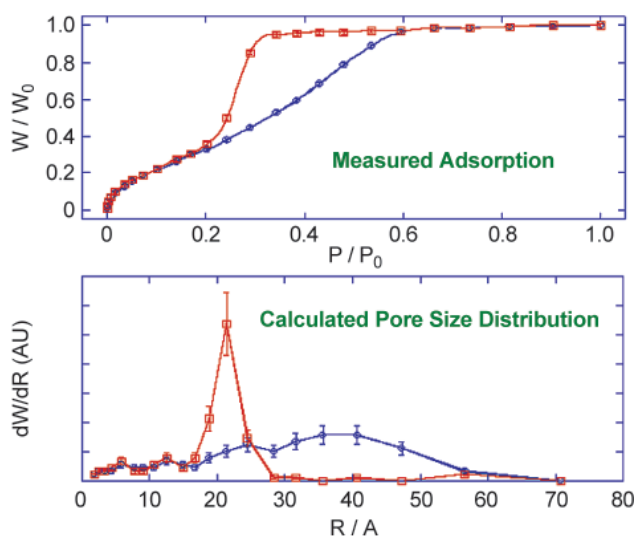 1.0
0.8
0.6
0.4
0.2
0
W / W₀
Measured Adsorption
0 0.2 0.4 0.6 0.8 1.0
P / P₀
Calculated Pore Size Distribution
dW/dR (AU)
0 10 20 30 40 50 60 70 80
R / A